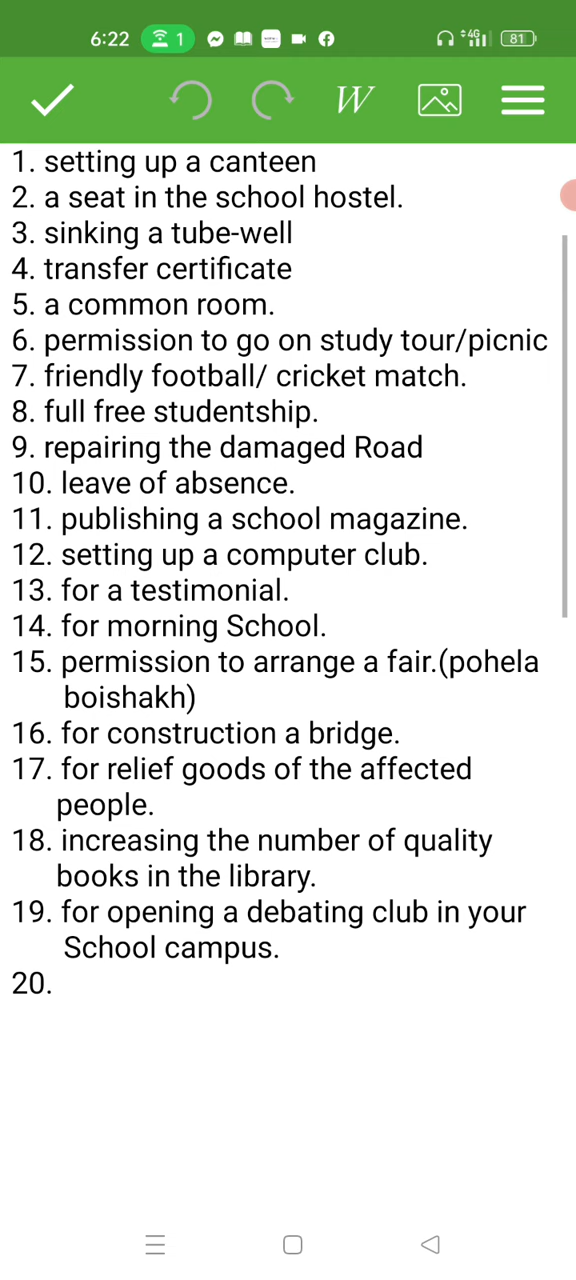 6:22 1 4G 81
W
1. setting up a canteen
2. a seat in the school hostel.
3. sinking a tube-well
4. transfer certificate
5. a common room.
6. permission to go on study tour/picnic
7. friendly football/ cricket match.
8. full free studentship.
9. repairing the damaged Road
10. leave of absence.
11. publishing a school magazine.
12. setting up a computer club.
13. for a testimonial.
14. for morning School.
15. permission to arrange a fair.(pohela
boishakh)
16. for construction a bridge.
17. for relief goods of the affected
people.
18. increasing the number of quality
books in the library.
19. for opening a debating club in your
School campus.
20.